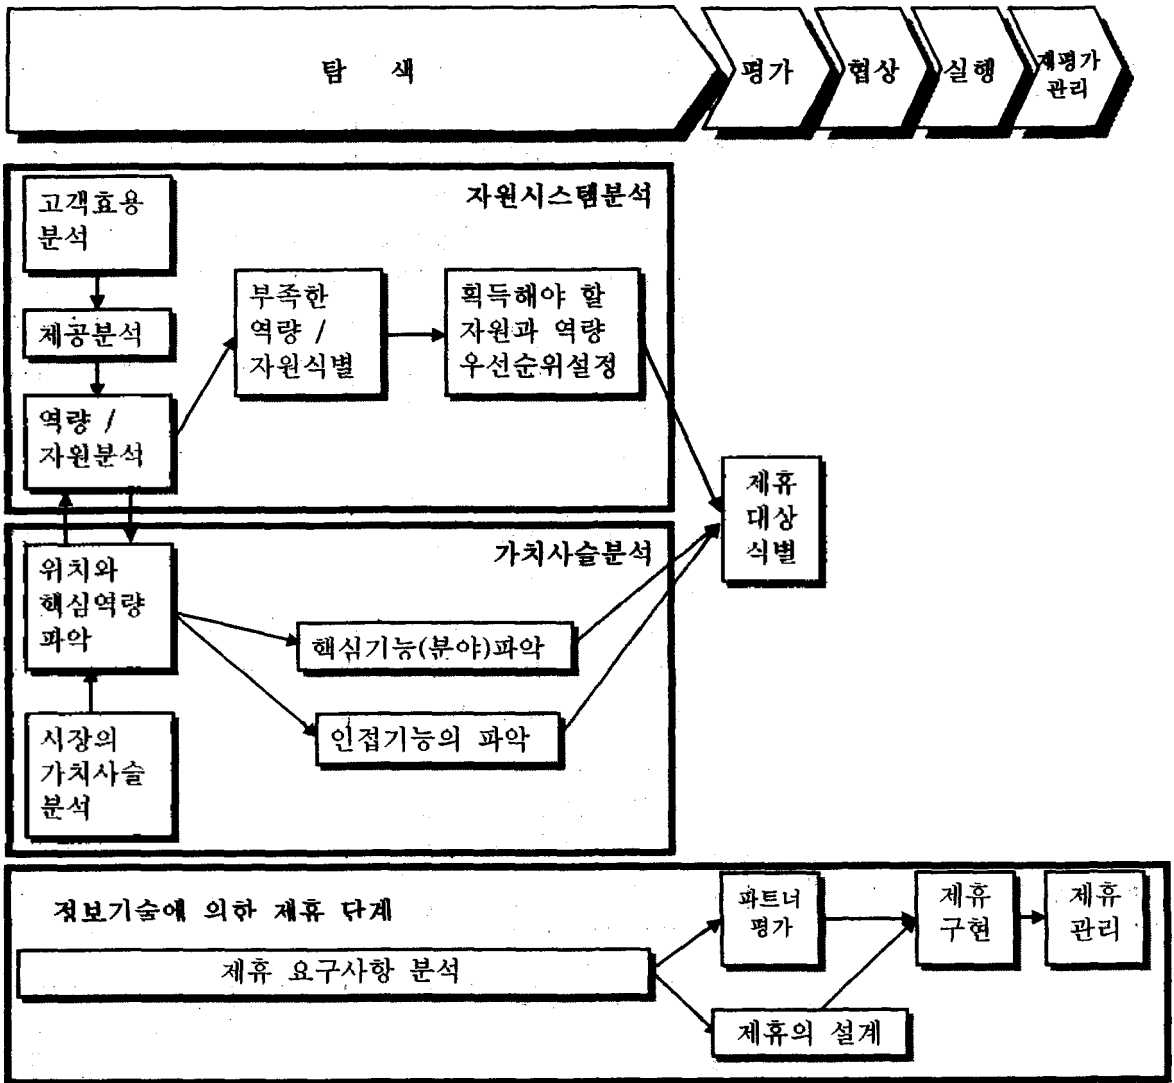 탐 색
평가
협상
실행
재평가
관리
자원시스템분석
고객효용
분석
제공분석
역량 /
자원분석
부족한
역량 /
자원식별
획득해야 할
자원과 역량
우선순위설정
제휴
대상
식별
가치사슬분석
위치와
핵심역량
파악
시장의
가치사슬
분석
핵심기능(분야)파악
인접기능의 파악
정보기술에 의한 제휴 단계
제휴 요구사항 분석
파트너
평가
제휴의 설계
제휴
구현
제휴
관리